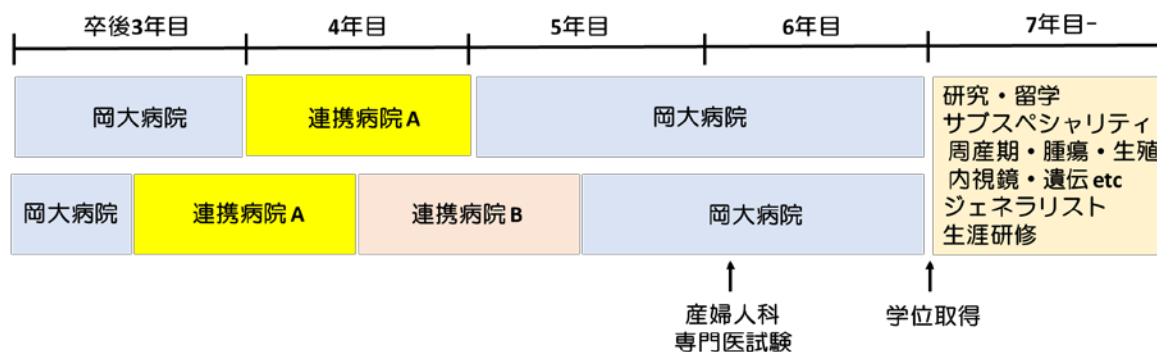 卒後3年目 4年目 5年目 6年目 7年目-
岡大病院 連携病院A 岡大病院
岡大病院 連携病院A 連携病院B 岡大病院
研究・留学
サブスペシャリティ
周産期・腫瘍・生殖
内視鏡・遺伝etc
ジェネラリスト
生涯研修
産婦人科
専門医試験
学位取得